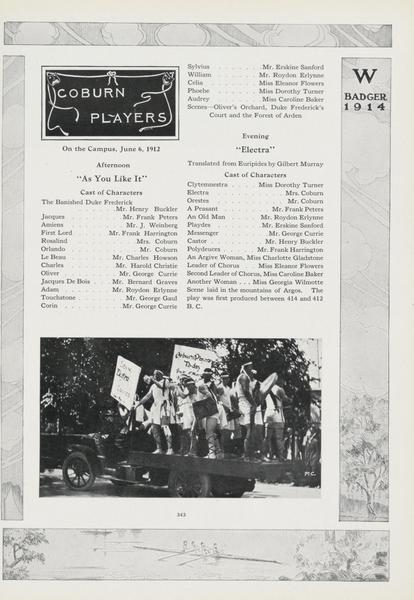 COBURN
PLAYERS
On the Campus, June 6, 1912
Afternoon
"As You Like It"
Cast of Characters
The Banished Duke Frederick
Mr. Henry Buckler
Jacques . . . . . Mr. Frank Peters
Amiens . . . . . Mr. J. Weinberg
First Lord . . Mr. Frank Harrington
Rosalind . . . . . Mrs. Coburn
Orlando . . . . . Mr. Coburn
Le Beau . . . Mr. Charles Howson
Charles . . . . Mr. Harold Christie
Oliver . . . . . Mr. George Currie
Jacques De Bois . Mr. Bernard Graves
Adam . . . . . Mr. Roydon Erlynne
Touchstone . . . . Mr. George Gaul
Corin . . . . . Mr. George Currie
Sylvius . . . . . Mr. Erskine Sanford
William . . . . . Mr. Roydon Erlynne
Celia . . . . . Miss Eleanor Flowers
Phoebe . . . . Miss Dorothy Turner
Audrey . . . . . Miss Caroline Baker
Scenes—Oliver's Orchard, Duke Frederick's
Court and the Forest of Arden
Evening
"Electra"
Translated from Euripides by Gilbert Murray
Cast of Characters
Clytemnestra . . . Miss Dorothy Turner
Electra . . . . . Mrs. Coburn
Orestes . . . . . Mr. Coburn
A Peasant . . . . Mr. Frank Peters
An Old Man . . . Mr. Roydon Erlynne
Playdes . . . . Mr. Erskine Sanford
Messenger . . . . Mr. George Currie
Castor . . . . . Mr. Henry Buckler
Polydeuces . . . Mr. Frank Harrington
An Argive Woman, Miss Charlotte Gladstone
Leader of Chorus . . Miss Eleanor Flowers
Second Leader of Chorus, Miss Caroline Baker
Another Woman . . . Miss Georgia Wilmotte
Scene laid in the mountains of Argos. The
play was first produced between 414 and 412
B. C.
W
BADGER
1914
Coburn Players
Today
343